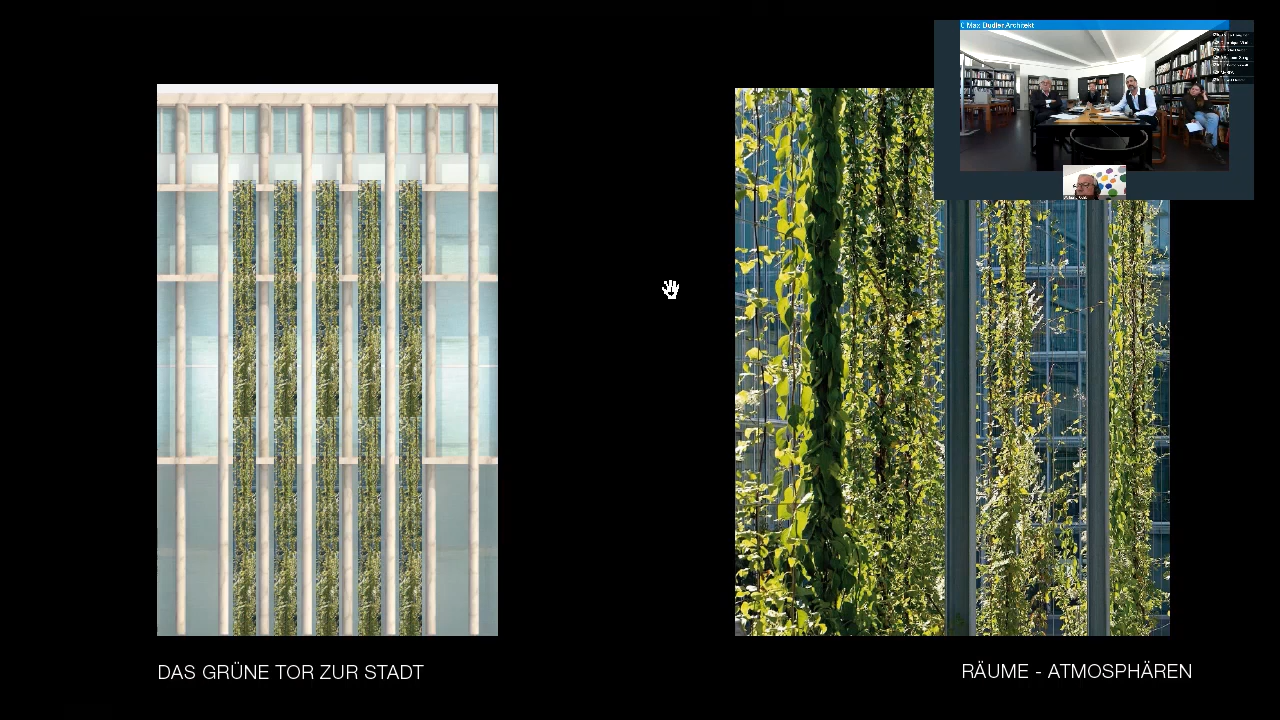 Max Dudler Architekt
DAS GRÜNE TOR ZUR STADT
RÄUME - ATMOSPHÄREN